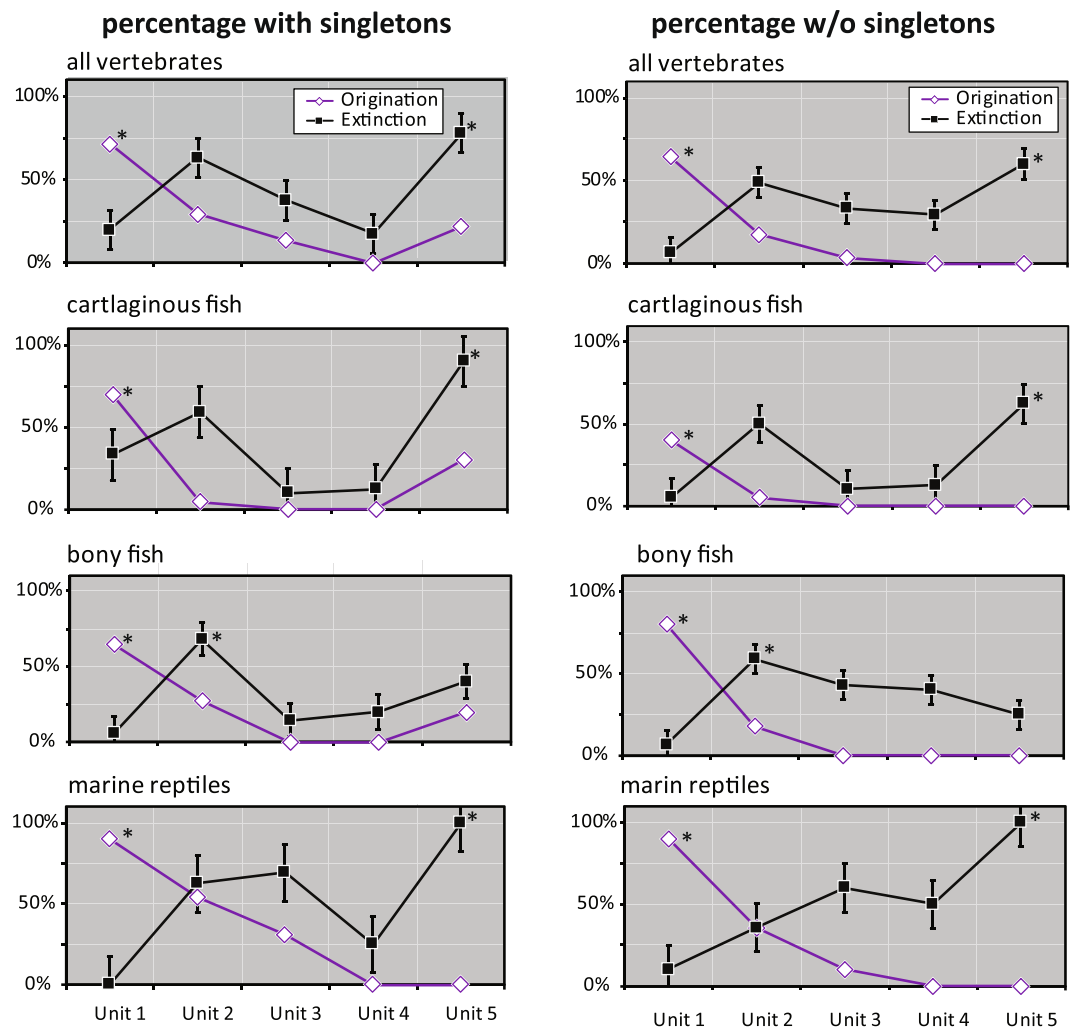 percentage with singletons
all vertebrates
100%
50%
0%
Origination
Extinction
*
*
cartlaginous fish
100%
50%
0%
*
*
bony fish
100%
50%
0%
*
*
marine reptiles
100%
50%
0%
*
*
Unit 1 Unit 2 Unit 3 Unit 4 Unit 5
percentage w/o singletons
all vertebrates
100%
50%
0%
Origination
Extinction
*
*
cartlaginous fish
100%
50%
0%
*
*
bony fish
100%
50%
0%
*
*
marin reptiles
100%
50%
0%
*
*
Unit 1 Unit 2 Unit 3 Unit 4 Unit 5